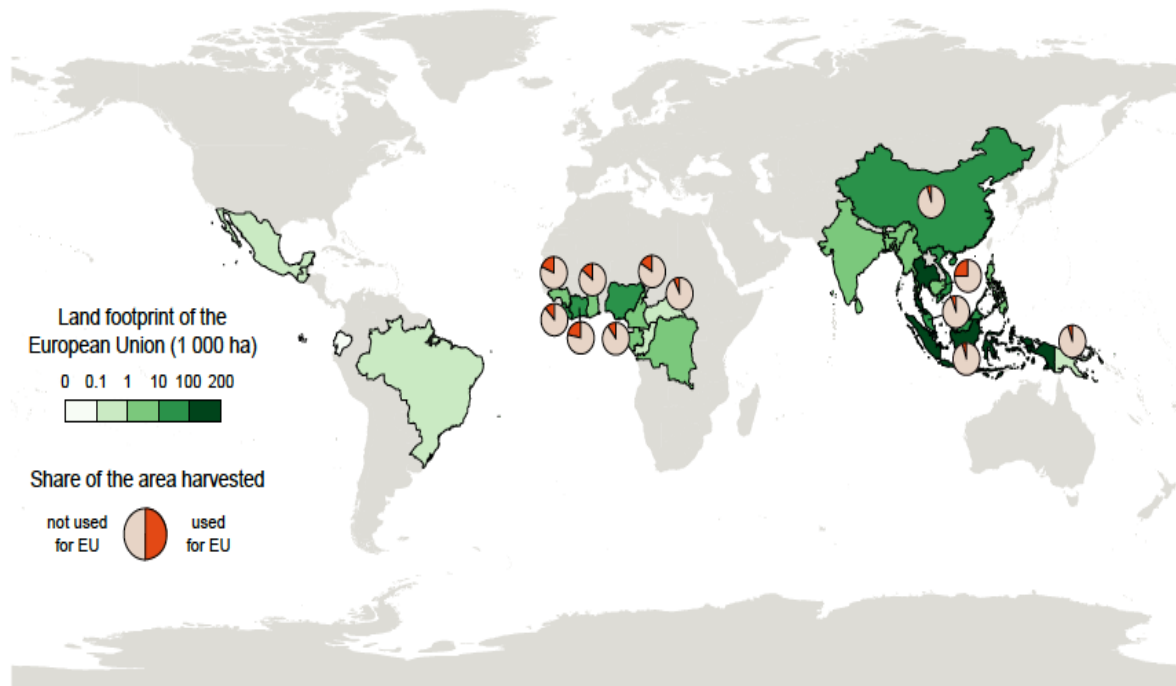 Land footprint of the
European Union (1 000 ha)
0 0.1 1 10 100 200
Share of the area harvested
not used
for EU
used
for EU